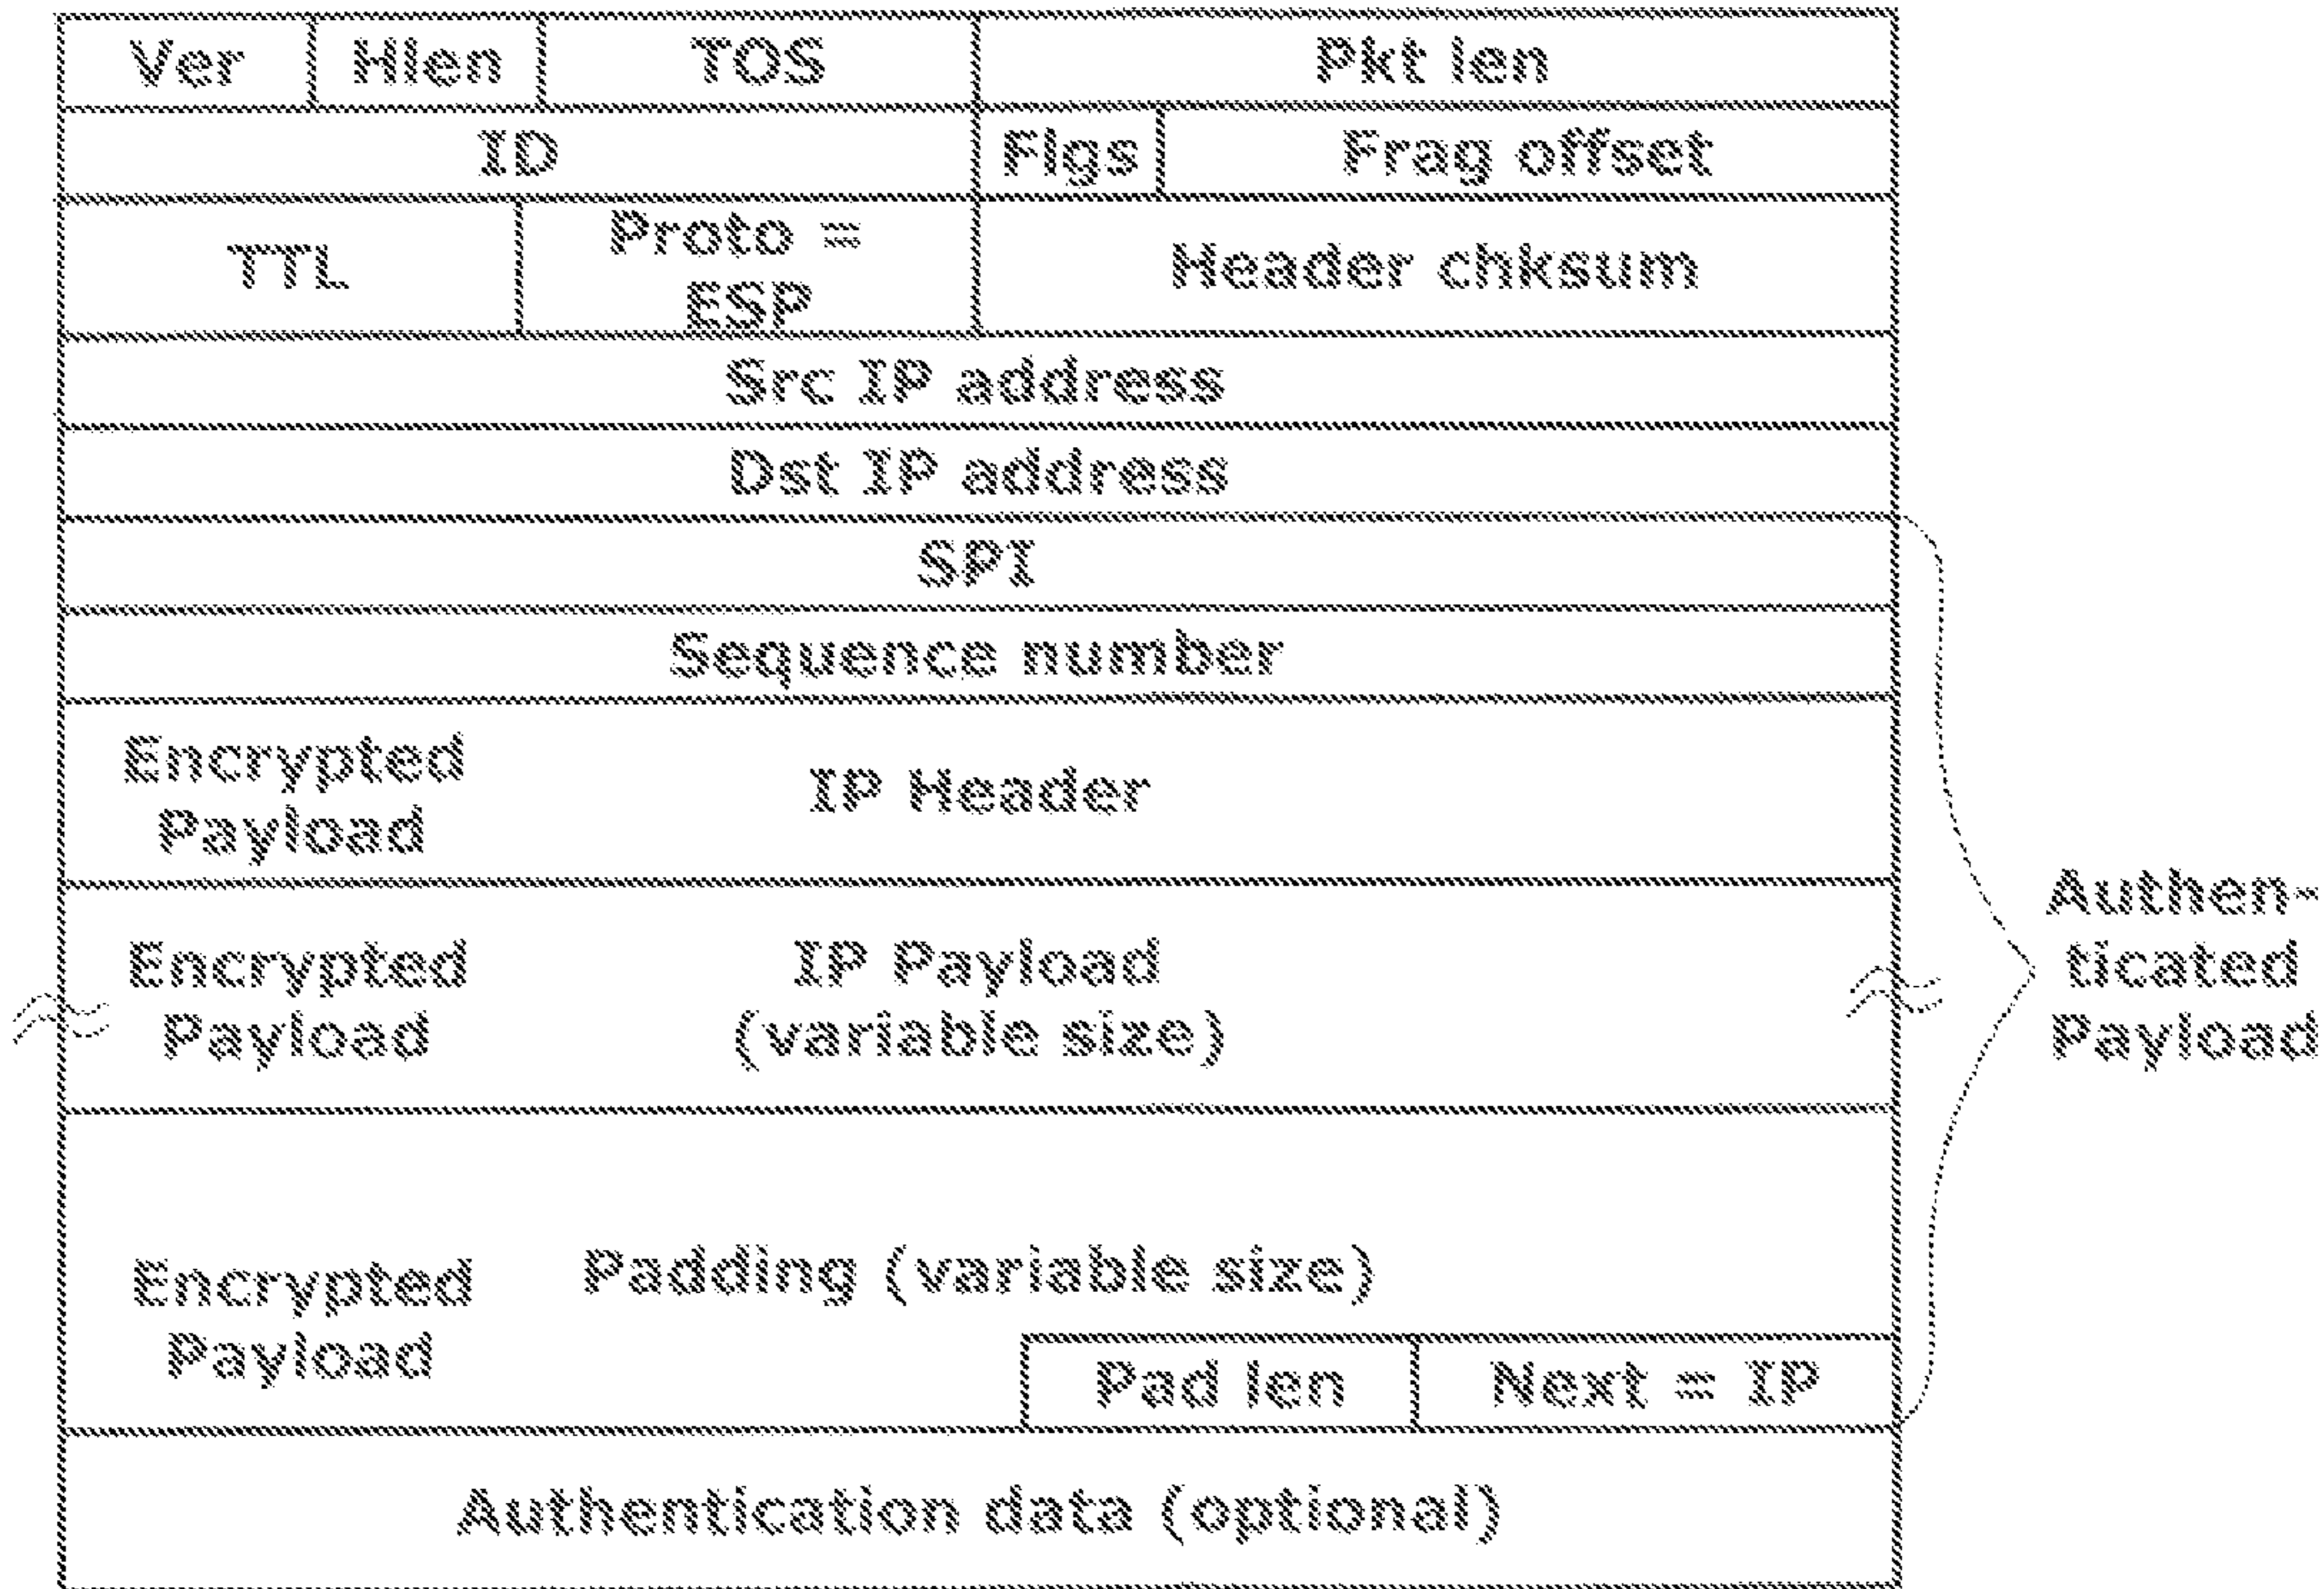 Ver Hlen TOS Pkt len
ID Flgs Frag offset
TTL Proto =
ESP Header chksum
Src IP address
Dst IP address
SPI
Sequence number
Encrypted
Payload
IP Header
Encrypted
Payload
IP Payload
(variable size)
Authen-
ticated
Payload
Encrypted
Payload
Padding (variable size)
Pad len Next = IP
Authentication data (optional)